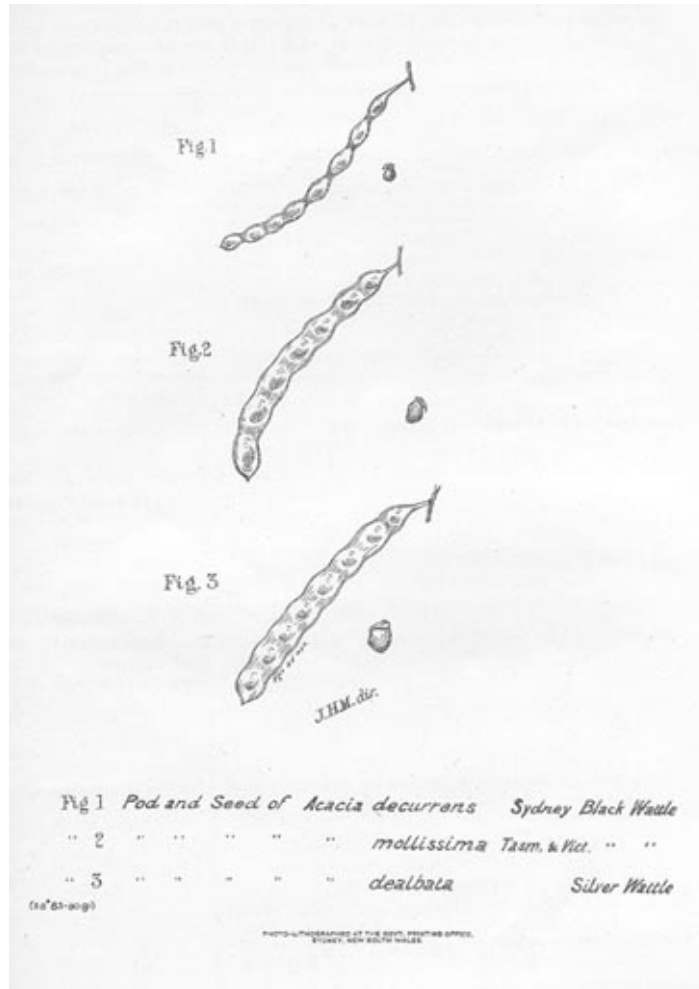 Fig.1
Fig.2
Fig. 3
J.H.M. dir.
Fig 1 Pod and Seed of Acacia decurrens Sydney Black Wattle
" 2 " " " " " mollissima Tasm. & Vict. " "
" 3 " " " " " dealbata Silver Wattle
PHOTO-LITHOGRAPHED AT THE GOVT. PRINTING OFFICE,
SYDNEY, NEW SOUTH WALES.